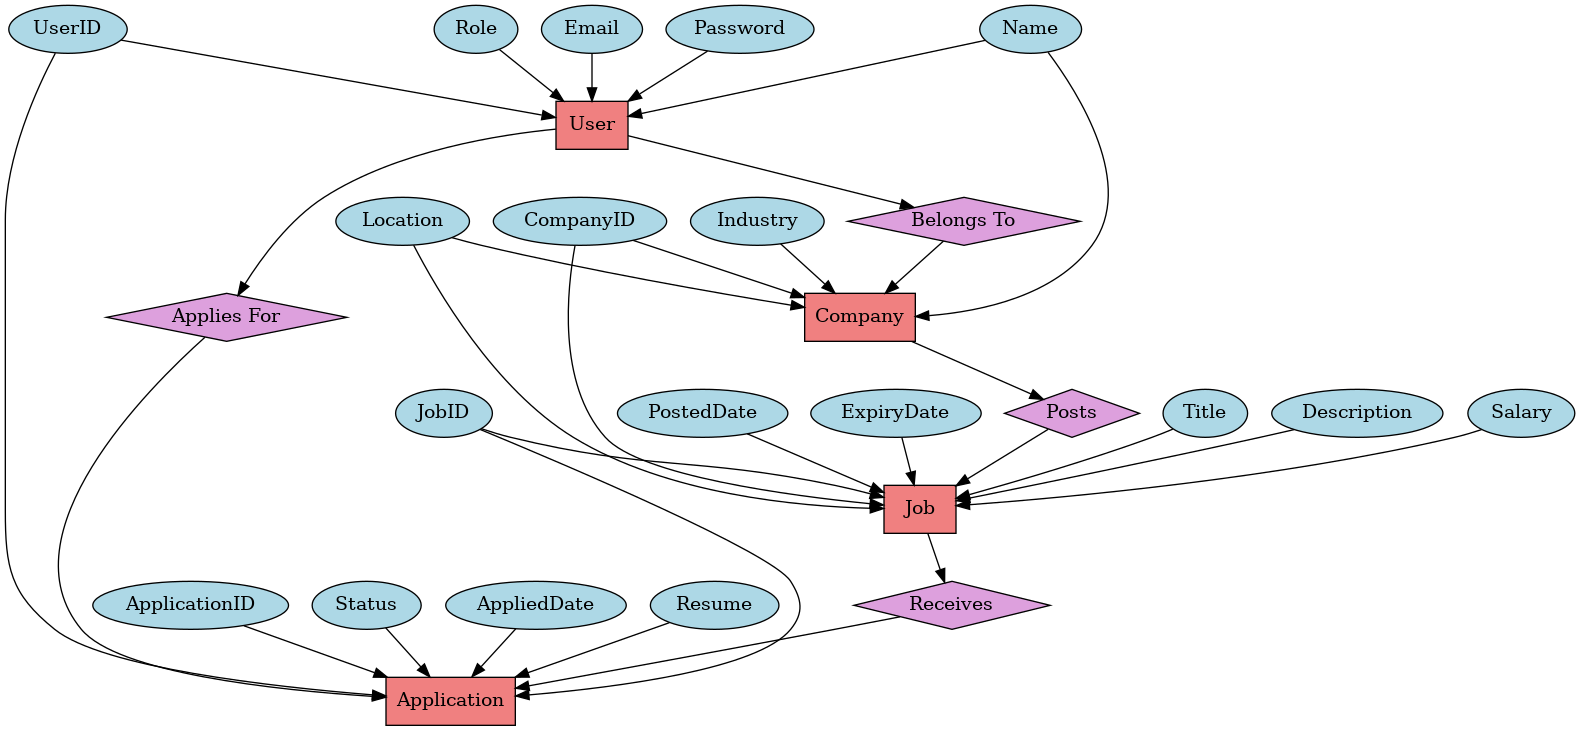 UserID
Role
Email
Password
Name
User
Location
CompanyID
Industry
Belongs To
Applies For
Company
JobID
PostedDate
ExpiryDate
Posts
Title
Description
Salary
Job
ApplicationID
Status
AppliedDate
Resume
Receives
Application